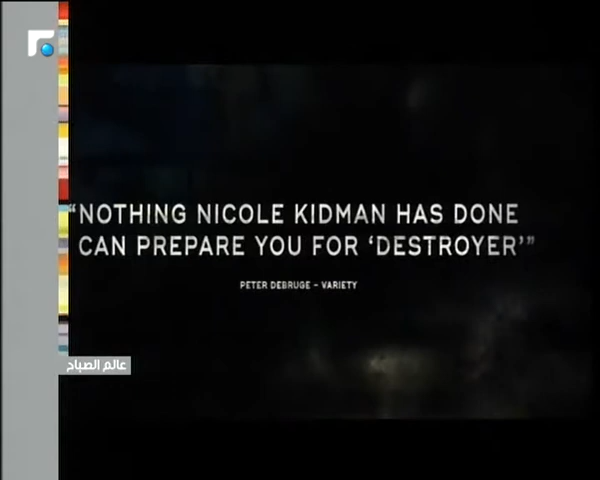 “NOTHING NICOLE KIDMAN HAS DONE
CAN PREPARE YOU FOR ‘DESTROYER’”
PETER DEBRUGE – VARIETY
عالم الصباح